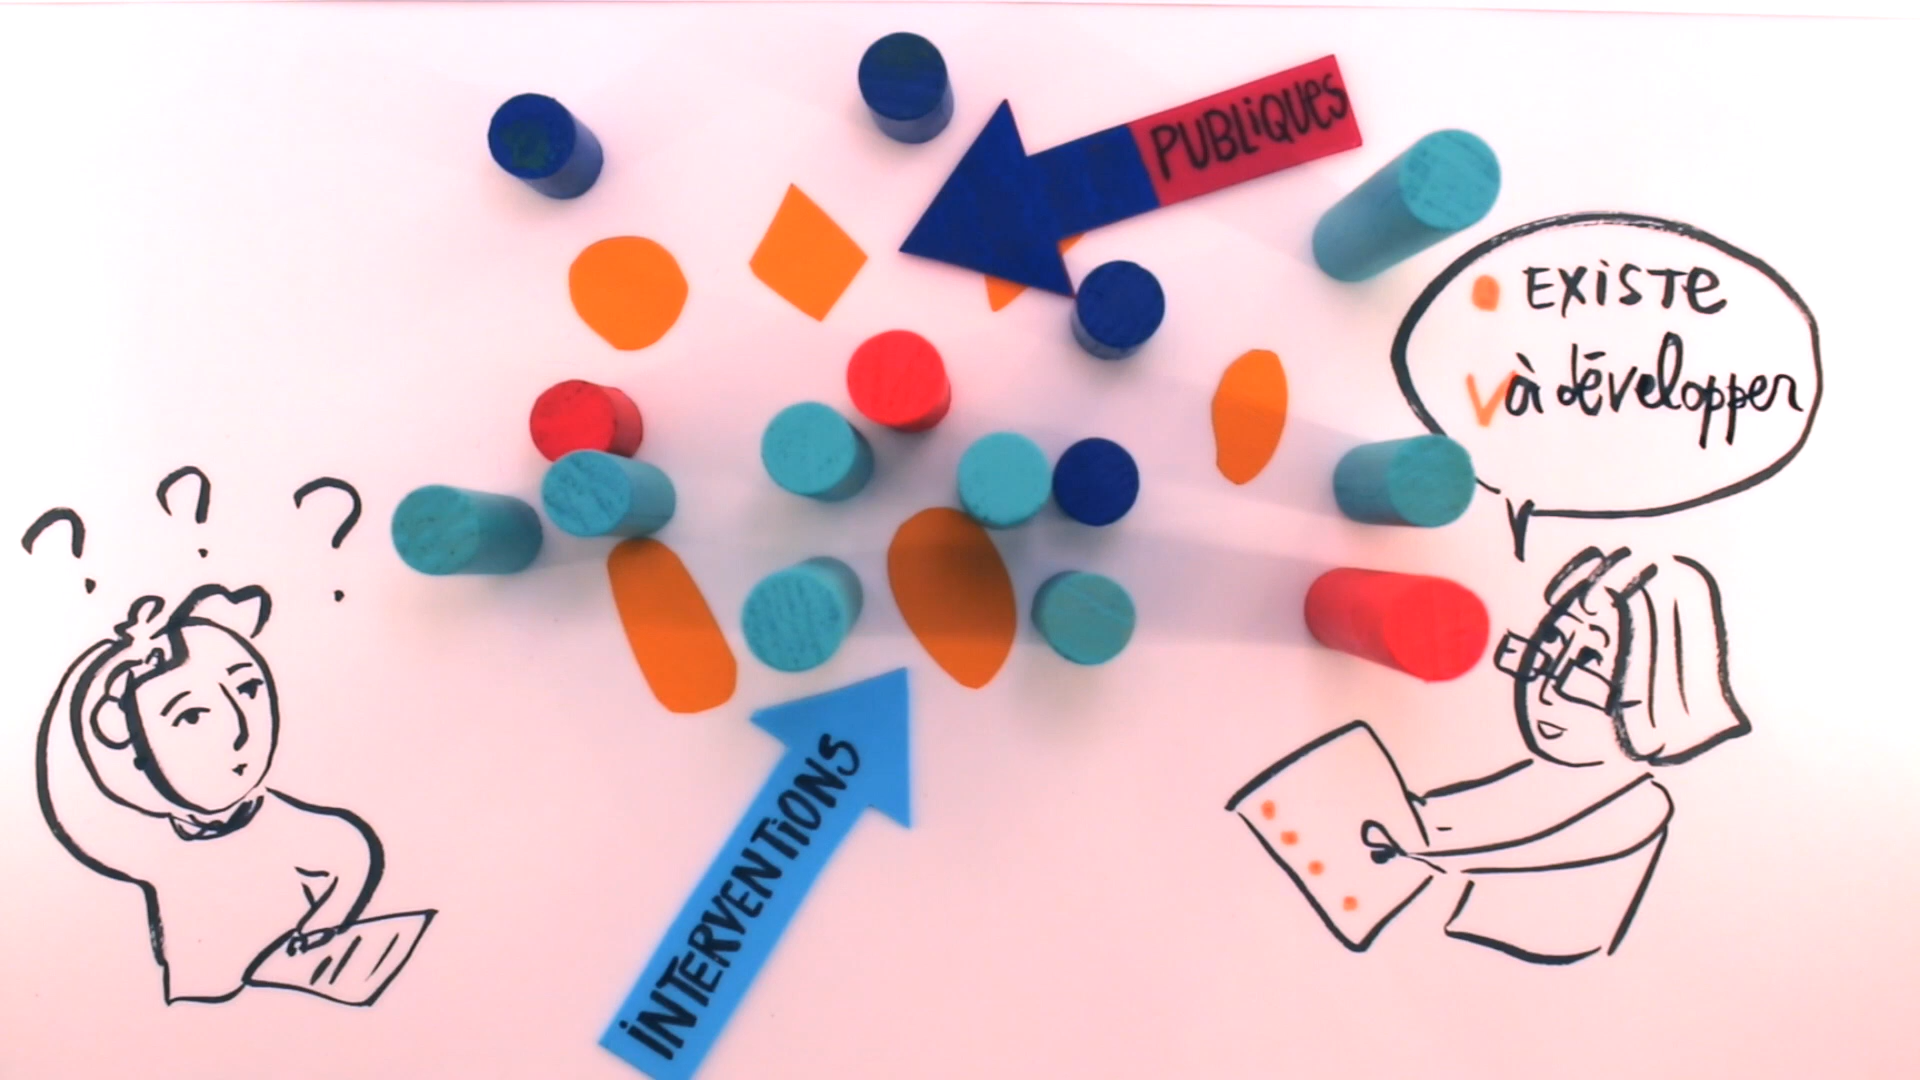 PUBLiQUES
EXiSTe
à développer
iNTERVENTiONS
? ? ?